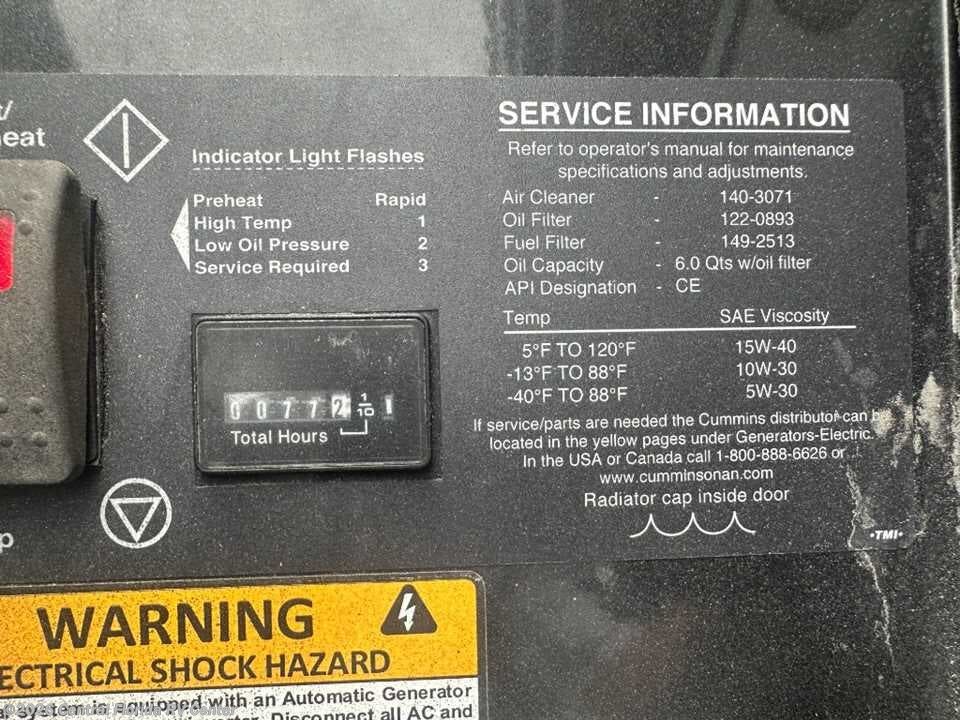 t/
eat
Indicator Light Flashes
Preheat Rapid
High Temp 1
Low Oil Pressure 2
Service Required 3
00772 1/10
Total Hours
p
SERVICE INFORMATION
Refer to operator's manual for maintenance
specifications and adjustments.
Air Cleaner - 140-3071
Oil Filter - 122-0893
Fuel Filter - 149-2513
Oil Capacity - 6.0 Qts w/oil filter
API Designation - CE
Temp SAE Viscosity
5°F TO 120°F 15W-40
-13°F TO 88°F 10W-30
-40°F TO 88°F 5W-30
If service/parts are needed the Cummins distributor can be
located in the yellow pages under Generators-Electric.
In the USA or Canada call 1-800-888-6626 or
www.cumminsonan.com
Radiator cap inside door
•TMI•
WARNING
ECTRICAL SHOCK HAZARD
system is equipped with an Automatic Generator
Disconnect all AC and